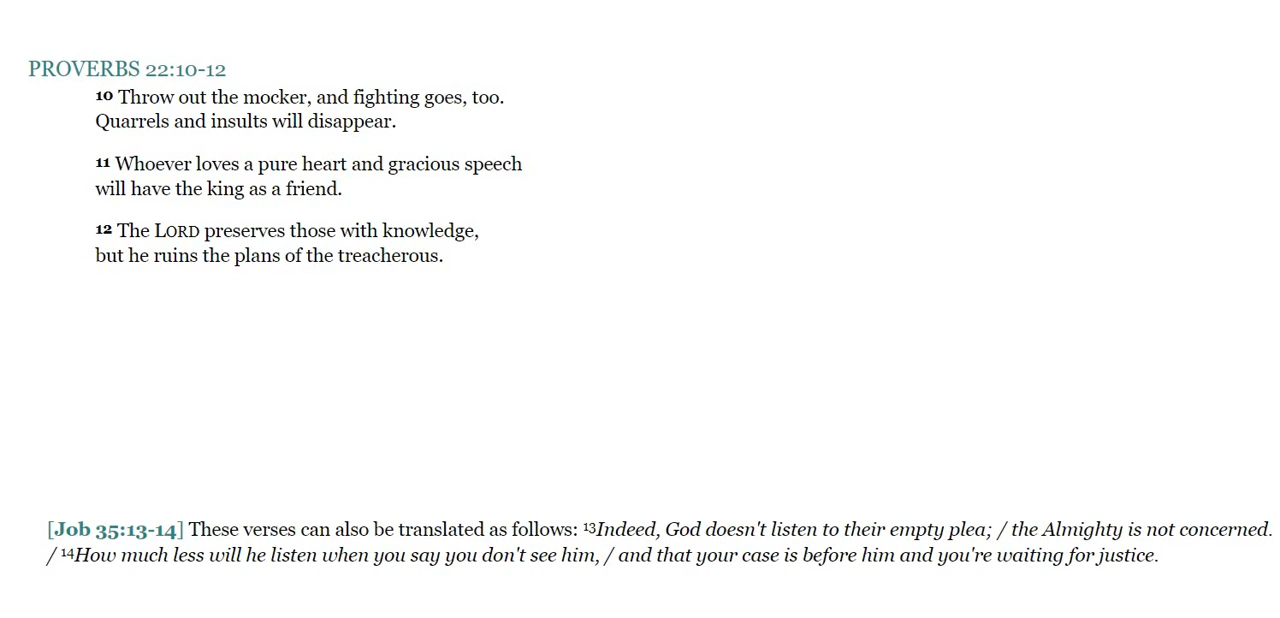 PROVERBS 22:10-12
10 Throw out the mocker, and fighting goes, too.
Quarrels and insults will disappear.
11 Whoever loves a pure heart and gracious speech
will have the king as a friend.
12 The LORD preserves those with knowledge,
but he ruins the plans of the treacherous.
[Job 35:13-14] These verses can also be translated as follows: 13Indeed, God doesn't listen to their empty plea; / the Almighty is not concerned.
/ 14How much less will he listen when you say you don't see him, / and that your case is before him and you're waiting for justice.